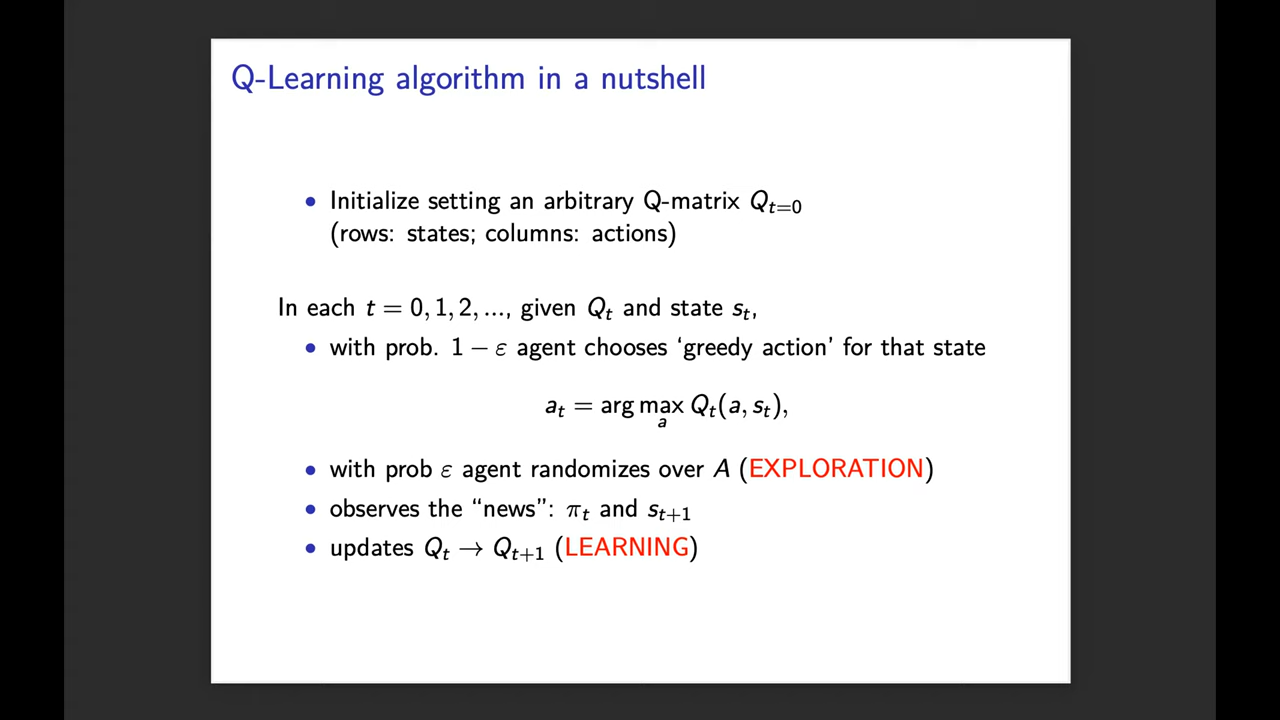 Q-Learning algorithm in a nutshell
• Initialize setting an arbitrary Q-matrix Q_{t=0}
(rows: states; columns: actions)
In each t = 0, 1, 2, ..., given Q_t and state s_t,
• with prob. 1 − ε agent chooses ‘greedy action’ for that state
a_t = arg max_a Q_t(a, s_t),
• with prob ε agent randomizes over A (EXPLORATION)
• observes the “news”: π_t and s_{t+1}
• updates Q_t → Q_{t+1} (LEARNING)